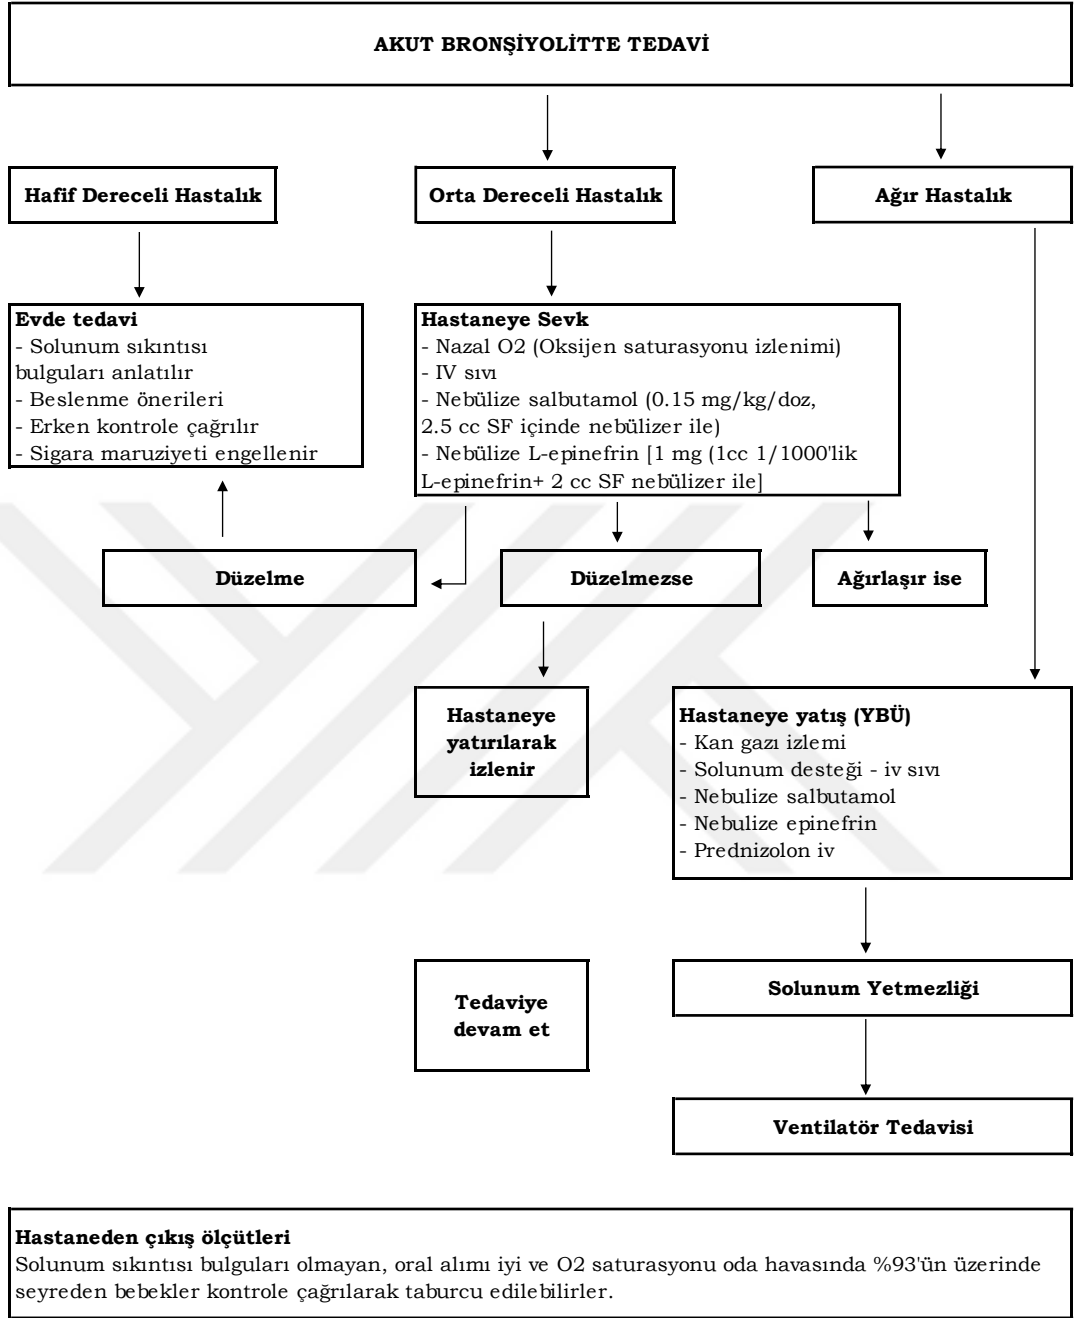 AKUT BRONŞİYOLİTTE TEDAVİ
Hafif Dereceli Hastalık
Orta Dereceli Hastalık
Ağır Hastalık
Evde tedavi
- Solunum sıkıntısı
bulguları anlatılır
- Beslenme önerileri
- Erken kontrole çağrılır
- Sigara maruziyeti engellenir
Hastaneye Sevk
- Nazal O2 (Oksijen saturasyonu izlenimi)
- IV sıvı
- Nebülize salbutamol (0.15 mg/kg/doz,
2.5 cc SF içinde nebülizer ile)
- Nebülize L-epinefrin [1 mg (1cc 1/1000'lik
L-epinefrin+ 2 cc SF nebülizer ile]
Düzelme
Düzelmezse
Ağırlaşır ise
Hastaneye
yatırılarak
izlenir
Hastaneye yatış (YBÜ)
- Kan gazı izlemi
- Solunum desteği - iv sıvı
- Nebulize salbutamol
- Nebulize epinefrin
- Prednizolon iv
Tedaviye
devam et
Solunum Yetmezliği
Ventilatör Tedavisi
Hastaneden çıkış ölçütleri
Solunum sıkıntısı bulguları olmayan, oral alımı iyi ve O2 saturasyonu oda havasında %93'ün üzerinde
seyreden bebekler kontrole çağrılarak taburcu edilebilirler.